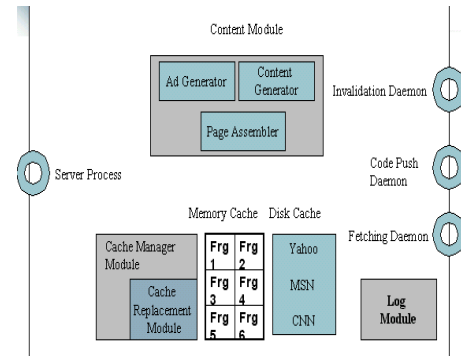 Content Module
Ad Generator
Content
Generator
Page Assembler
Invalidation Daemon
Server Process
Code Push
Daemon
Memory Cache
Disk Cache
Fetching Daemon
Cache Manager
Module
Cache
Replacement
Module
Frg
1
Frg
2
Frg
3
Frg
4
Frg
5
Frg
6
Yahoo
MSN
CNN
Log
Module